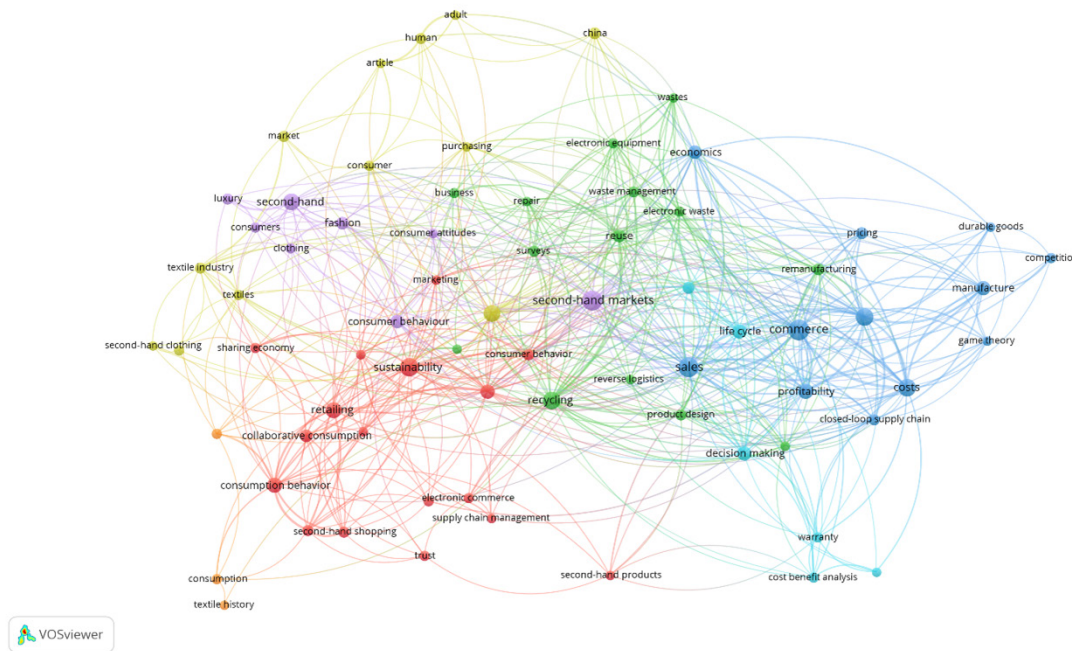 adult
human
china
article
wastes
market
electronic equipment
purchasing
economics
consumer
waste management
business
luxury
second-hand
repair
electronic waste
fashion
consumers
durable goods
consumer attitudes
reuse
pricing
clothing
surveys
competitio
textile industry
remanufacturing
marketing
manufacture
textiles
second-hand markets
consumer behaviour
life cycle
commerce
game theory
second-hand clothing
sharing economy
consumer behavior
sustainability
sales
reverse logistics
costs
profitability
recycling
retailing
product design
closed-loop supply chain
collaborative consumption
decision making
consumption behavior
electronic commerce
supply chain management
second-hand shopping
warranty
trust
second-hand products
cost benefit analysis
consumption
textile history
VOSviewer